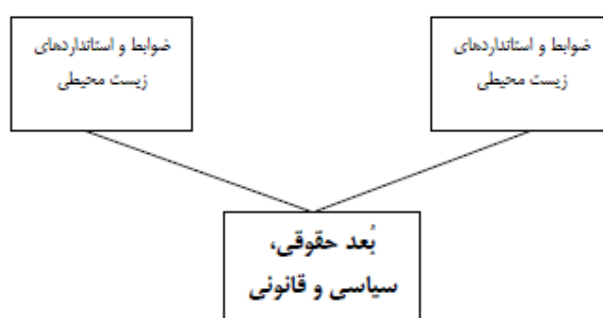 ضوابط و استانداردهای
زیست محیطی
ضوابط و استانداردهای
زیست محیطی
بُعد حقوقی،
سیاسی و قانونی